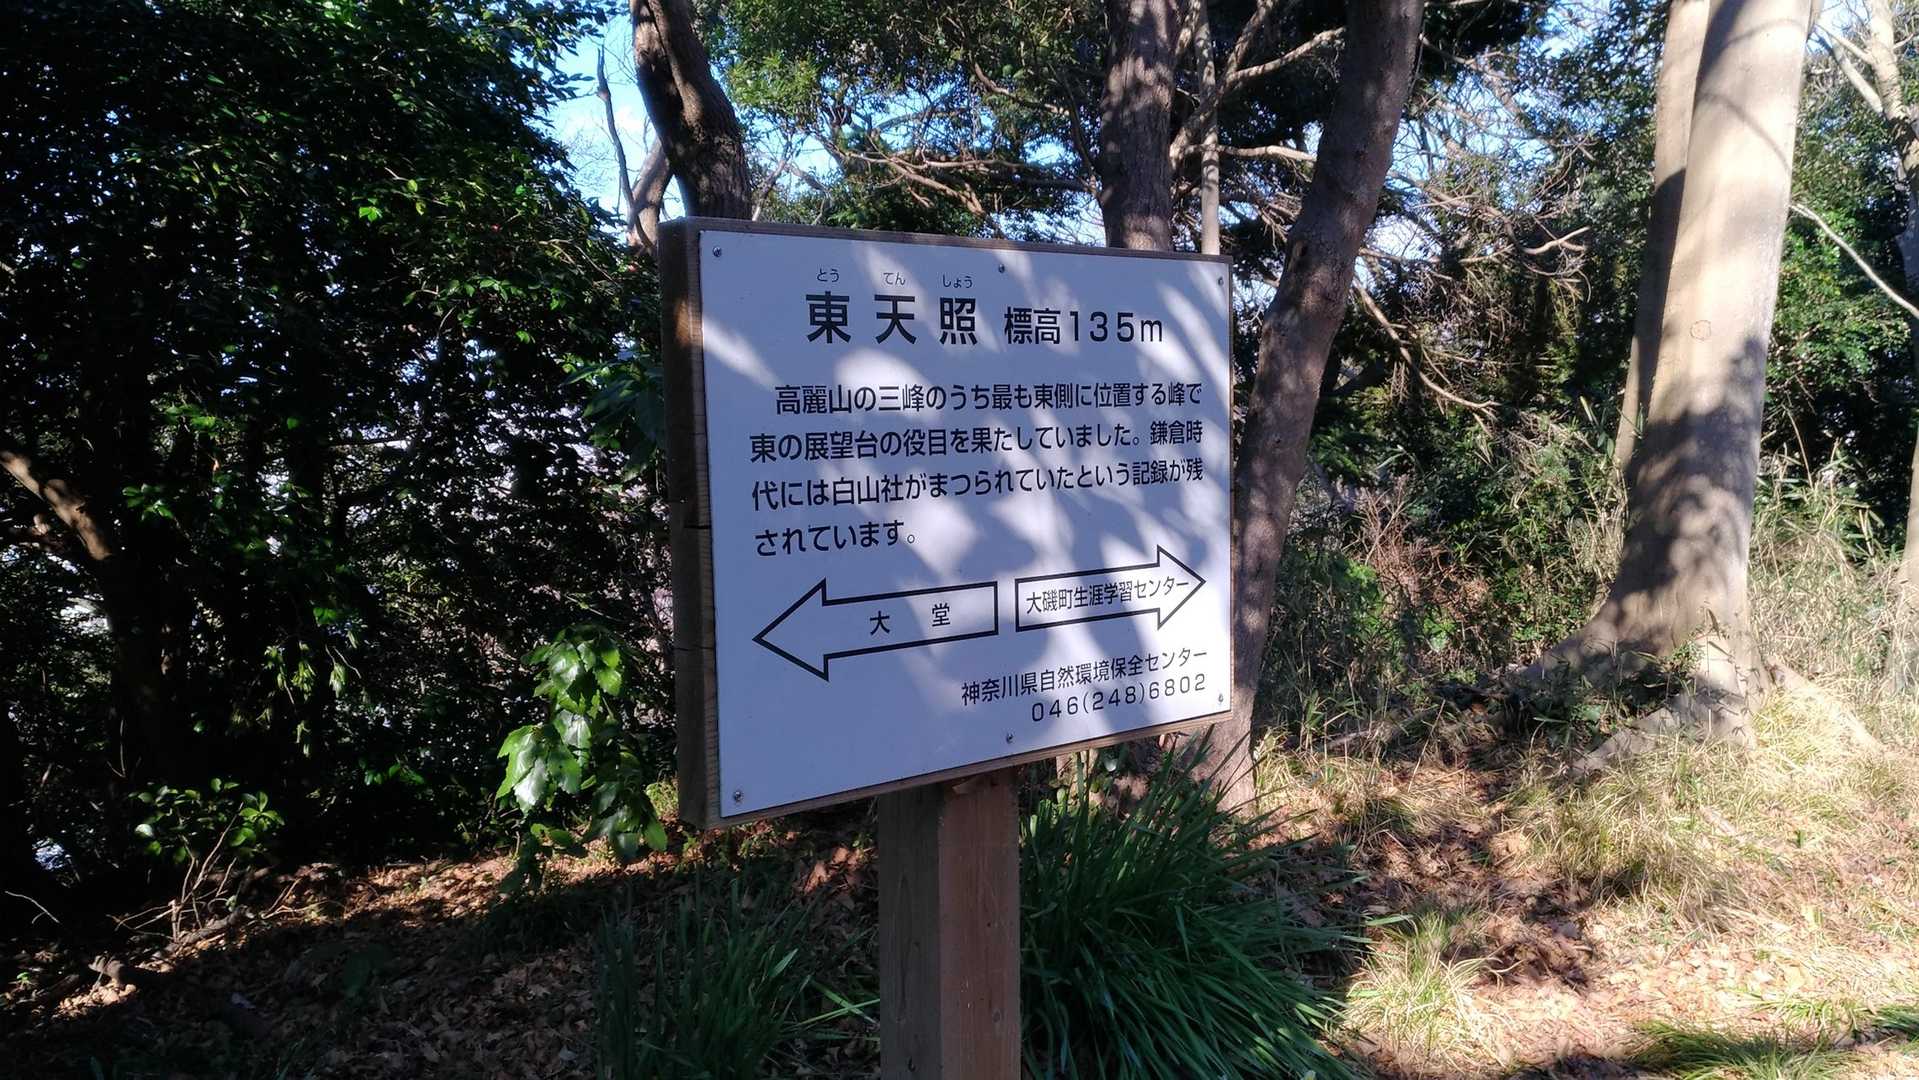 とう てん しょう
東天照 標高135m
高麗山の三峰のうち最も東側に位置する峰で
東の展望台の役目を果たしていました。鎌倉時
代には白山社がまつられていたという記録が残
されています。
大 堂
大磯町生涯学習センター
神奈川県自然環境保全センター
046(248)6802